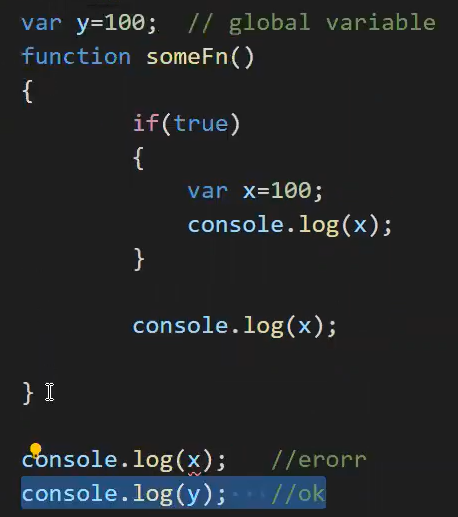 var y=100;  // global variable
function someFn()
{
        if(true)
        {
            var x=100;
            console.log(x);
        }

        console.log(x);

}

console.log(x);   //erorr
console.log(y);   //ok